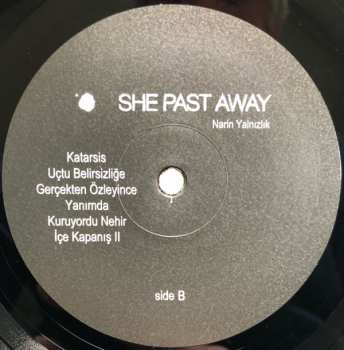 SHE PAST AWAY
Narin Yalnızlık
Katarsis
Uçtu Belirsizliğe
Gerçekten Özleyince
Yanımda
Kuruyordu Nehir
İçe Kapanış II
side B